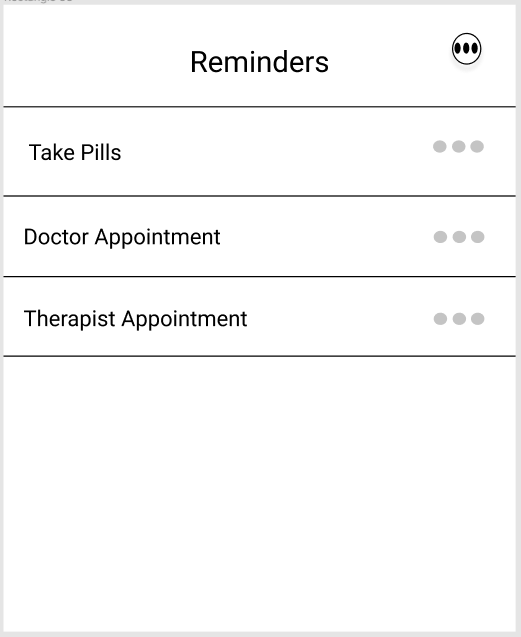 Reminders
Take Pills
Doctor Appointment
Therapist Appointment